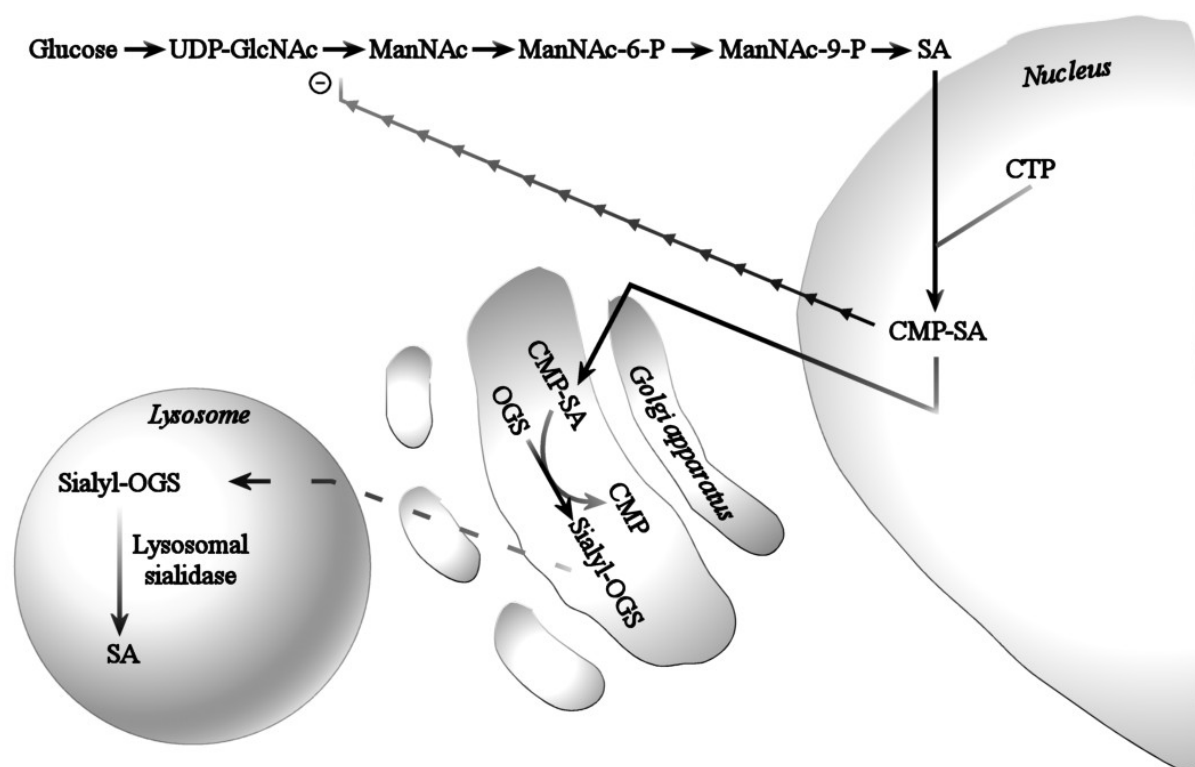 Glucose UDP-GlcNAc ManNAc ManNAc-6-P ManNAc-9-P SA
Nucleus
−
CTP
CMP-SA
CMP-SA
OGS
Golgi apparatus
CMP
Sialyl-OGS
Lysosome
Sialyl-OGS
Lysosomal
sialidase
SA